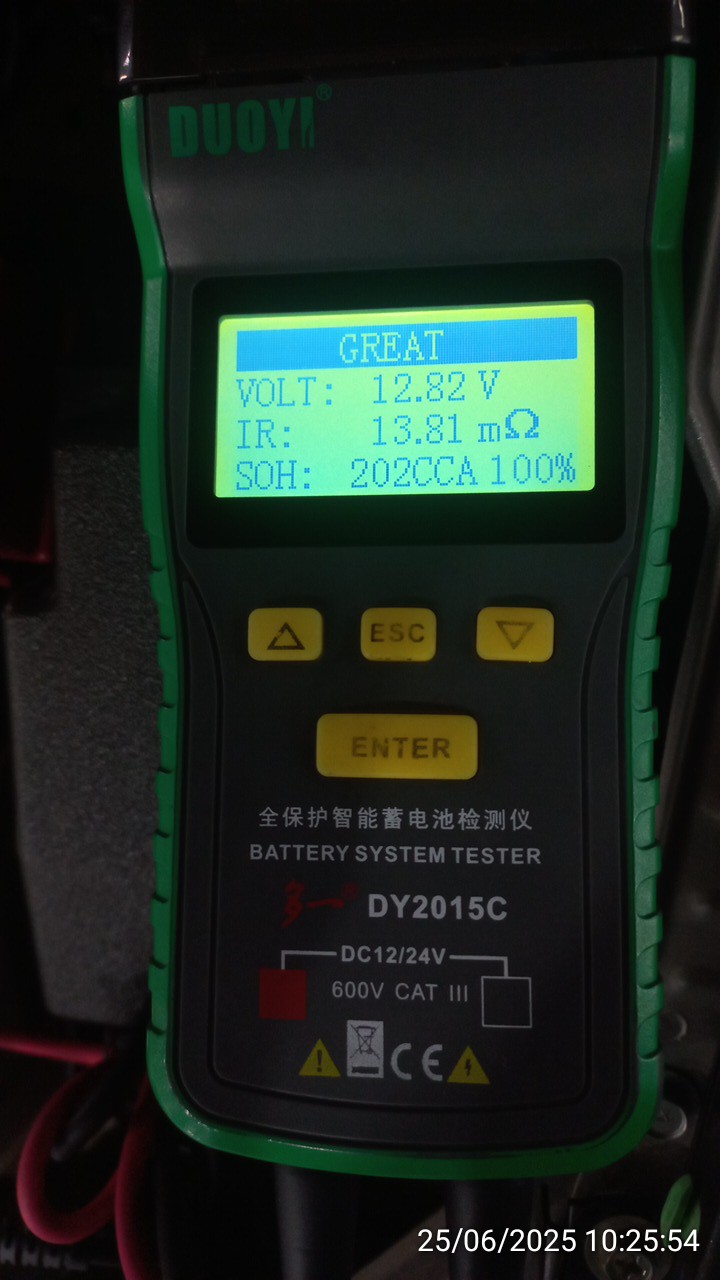 DUOYI®
GREAT
VOLT: 12.82 V
IR: 13.81 mΩ
SOH: 202CCA 100%
ESC
ENTER
全保护智能蓄电池检测仪
BATTERY SYSTEM TESTER
多一® DY2015C
DC12/24V
600V CAT III
CE
25/06/2025 10:25:54